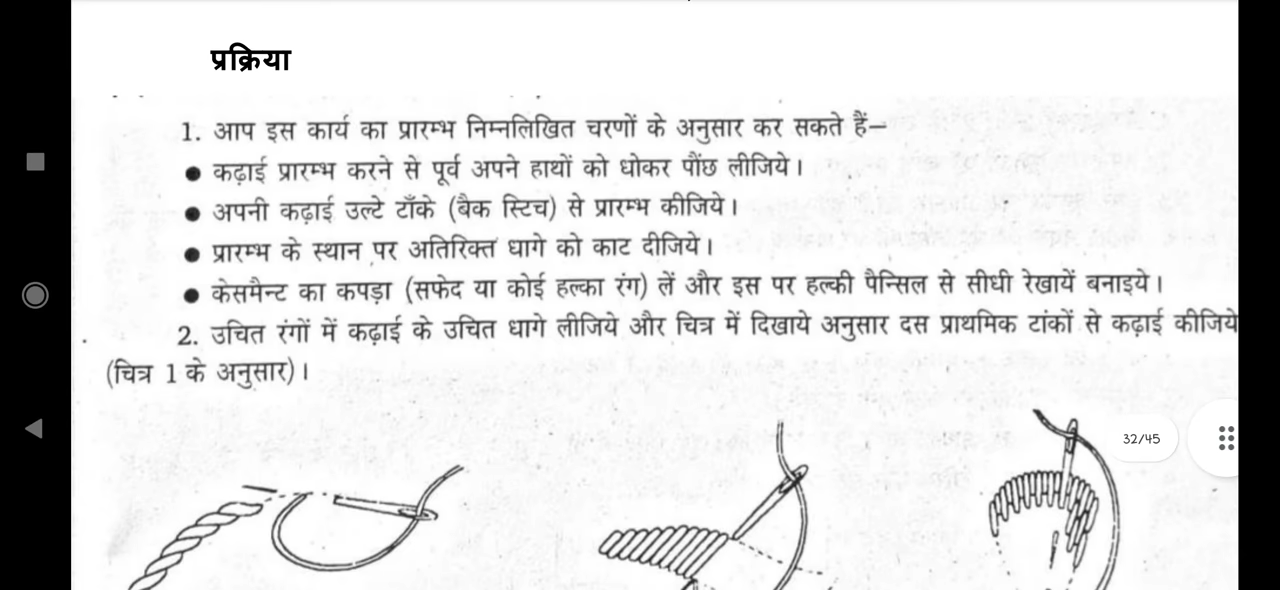 प्रक्रिया
1. आप इस कार्य का प्रारम्भ निम्नलिखित चरणों के अनुसार कर सकते हैं–
● कढ़ाई प्रारम्भ करने से पूर्व अपने हाथों को धोकर पौंछ लीजिये।
● अपनी कढ़ाई उल्टे टाँके (बैक स्टिच) से प्रारम्भ कीजिये।
● प्रारम्भ के स्थान पर अतिरिक्त धागे को काट दीजिये।
● केसमैन्ट का कपड़ा (सफेद या कोई हल्का रंग) लें और इस पर हल्की पैन्सिल से सीधी रेखायें बनाइये।
2. उचित रंगों में कढ़ाई के उचित धागे लीजिये और चित्र में दिखाये अनुसार दस प्राथमिक टांकों से कढ़ाई कीजिये
(चित्र 1 के अनुसार)।
32/45